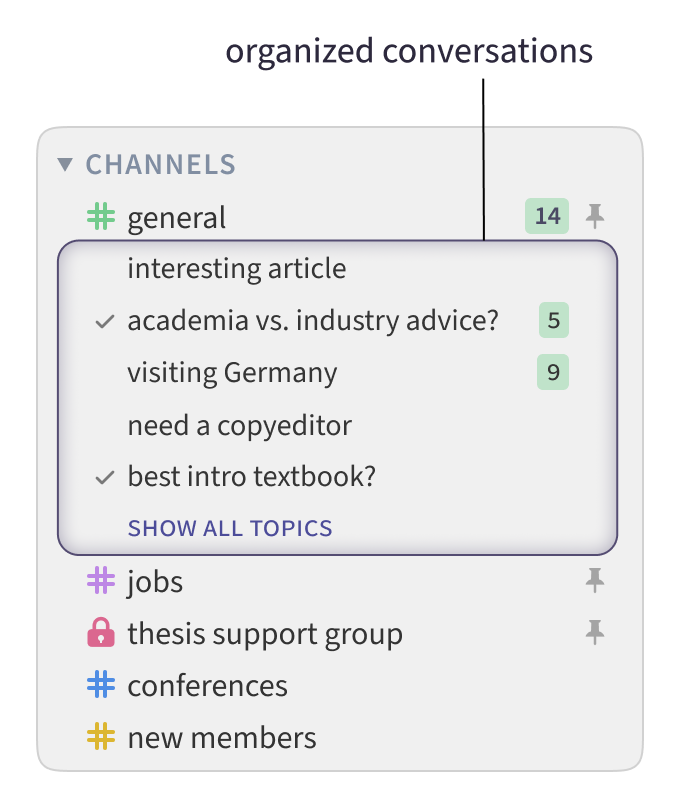 organized conversations
CHANNELS
general 14
interesting article
academia vs. industry advice? 5
visiting Germany 9
need a copyeditor
best intro textbook?
SHOW ALL TOPICS
jobs
thesis support group
conferences
new members